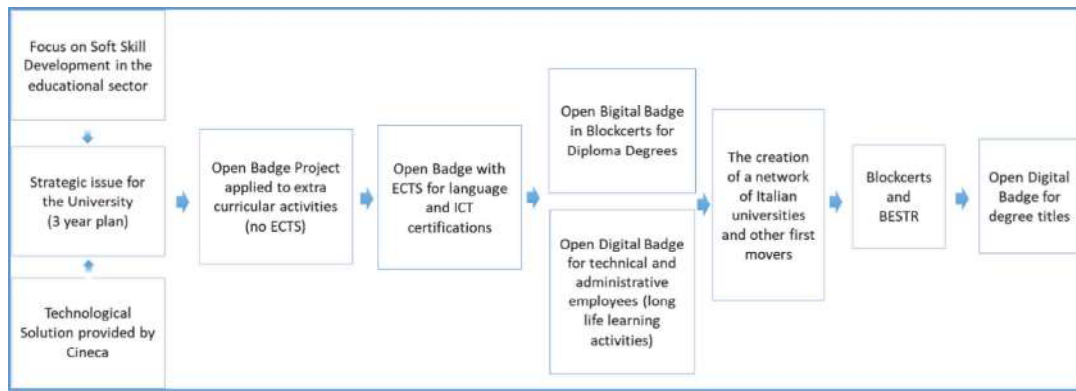 Focus on Soft Skill
Development in the
educational sector
Strategic issue for
the University
(3 year plan)
Technological
Solution provided by
Cineca
Open Badge Project
applied to extra
curricular activities
(no ECTS)
Open Badge with
ECTS for language
and ICT
certifications
Open Bigital Badge
in Blockcerts for
Diploma Degrees
Open Digital Badge
for technical and
administrative
employees (long
life learning
activities)
The creation
of a network
of Italian
universities
and other first
movers
Blockcerts
and
BESTR
Open Digital
Badge for
degree titles